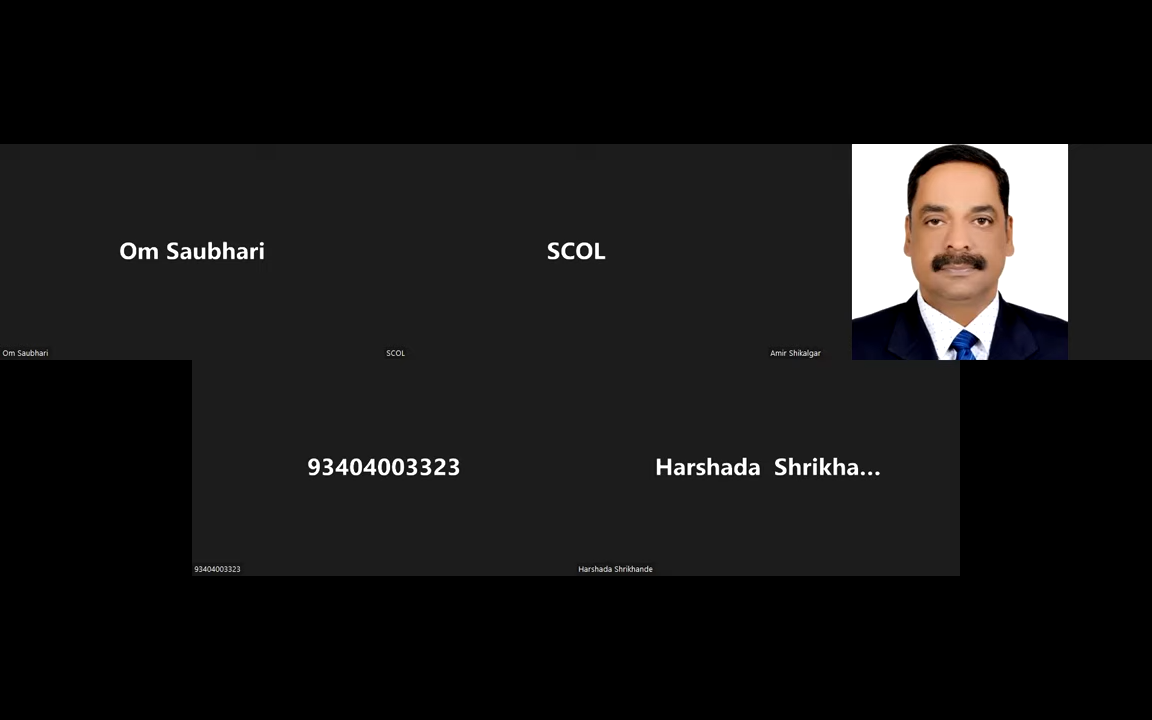 Om Saubhari
SCOL
Om Saubhari
SCOL
Amir Shikalgar
93404003323
Harshada Shrikha...
93404003323
Harshada Shrikhande